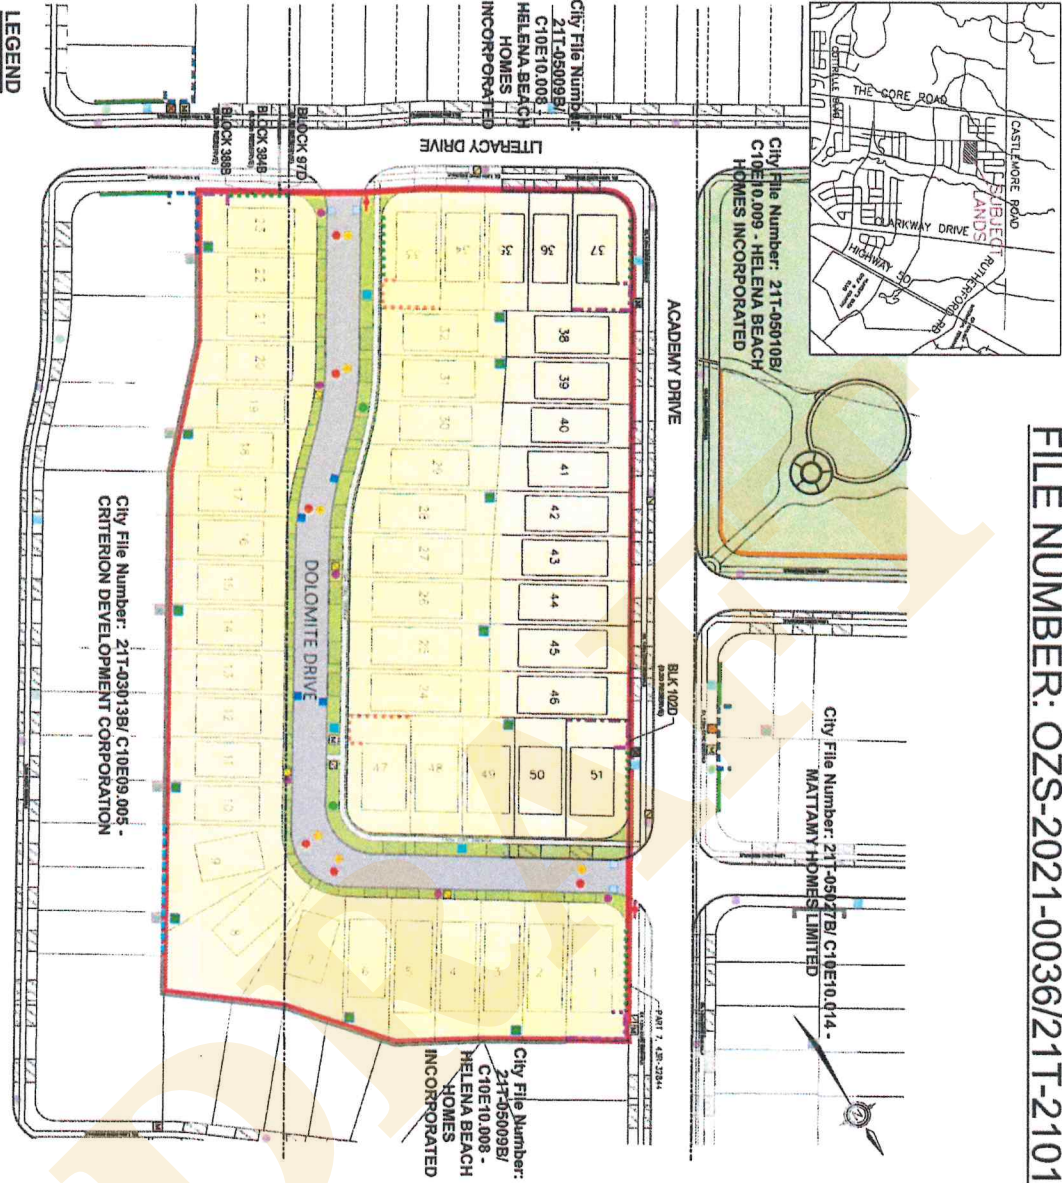 FILE NUMBER: OZS-2021-0036/21T-2101
CASTLEMORE ROAD
THE GORE ROAD
COTTRELLE BLVD
CLARKWAY DRIVE
HIGHWAY 50
RUTHERFORD RD
SUBJECT
LANDS
City File Number: 21T-05010B/
C10E10.009 - HELENA BEACH
HOMES INCORPORATED
City File Number: 21T-05027B/ C10E10.014 -
MATTAMY HOMES LIMITED
ACADEMY DRIVE
BLK 102D
PART 7, 43R-32844
City File Number:
21T-05009B/
C10E10.008 -
HELENA BEACH
HOMES
INCORPORATED
LITERACY DRIVE
BLOCK 97D
BLOCK 384B
BLOCK 388B
37
36
35
38
39
40
41
42
43
44
45
46
51
50
49
48
47
34
33
32
31
30
29
28
27
26
25
24
DOLOMITE DRIVE
23
22
21
20
19
18
17
16
15
14
13
12
11
10
9
8
7
6
5
4
3
2
1
City File Number: 21T-03013B/ C10E09.005 -
CRITERION DEVELOPMENT CORPORATION
City File Number:
21T-05009B/
C10E10.008 -
HELENA BEACH
HOMES
INCORPORATED
LEGEND
DRAFT